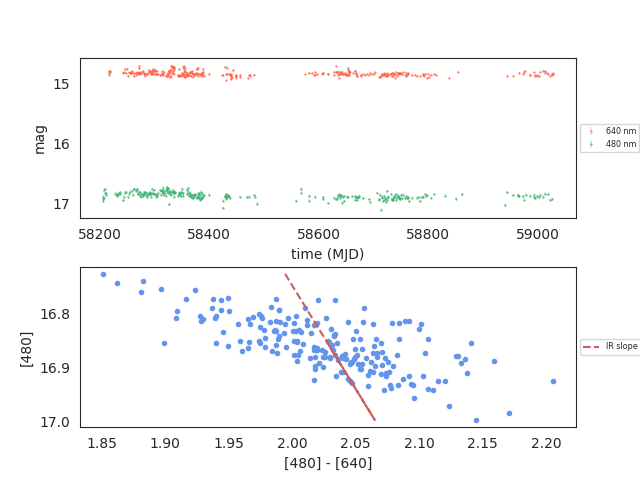 15
16
17
mag
58200 58400 58600 58800 59000
time (MJD)
640 nm
480 nm
16.8
16.9
17.0
[480]
1.85 1.90 1.95 2.00 2.05 2.10 2.15 2.20
[480] - [640]
IR slope